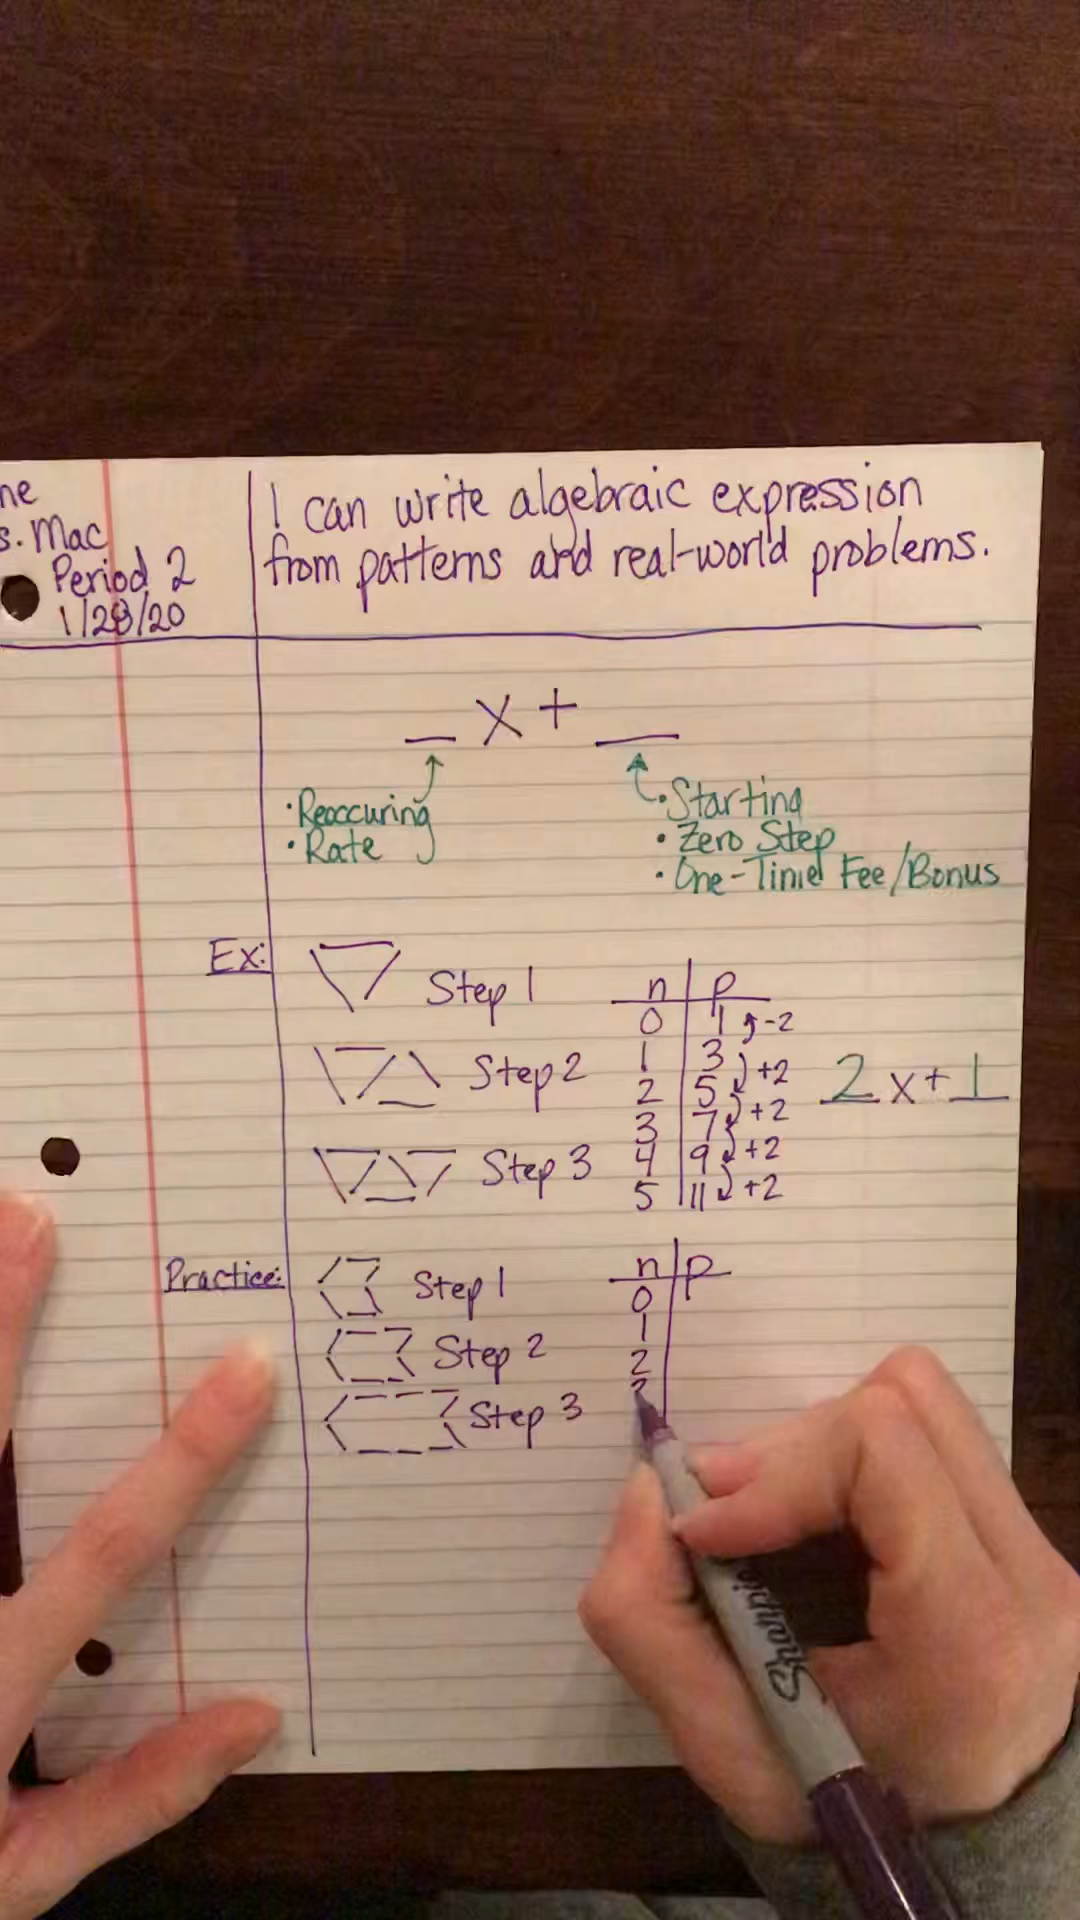 ne
s. Mac
Period 2
1/28/20
I can write algebraic expression
from patterns and real-world problems.
_ x + _
• Reoccuring
• Rate
• Starting
• Zero Step
• One-Time Fee/Bonus
Ex:
Step 1
Step 2
Step 3
n p
0 1 -2
1 3 +2
2 5 +2
3 7 +2
4 9 +2
5 11
2x + 1
Practice:
Step 1
Step 2
Step 3
n p
0
1
2
Sharpie